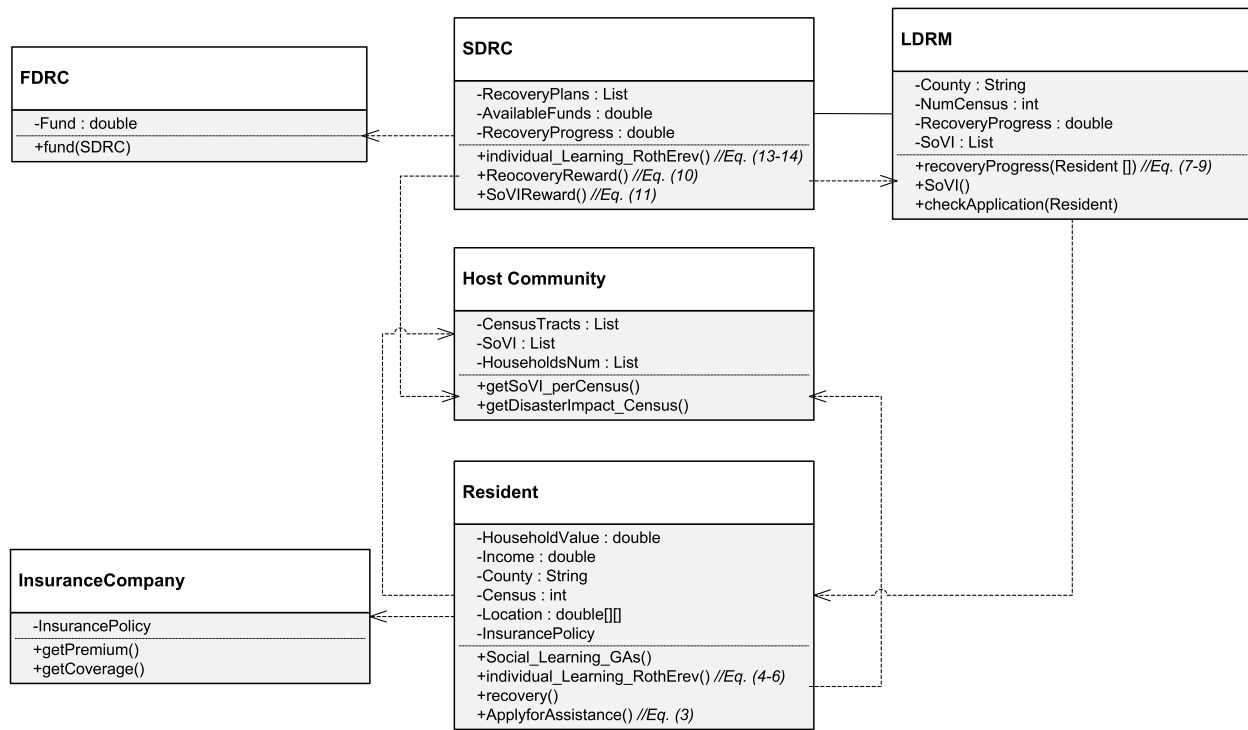 FDRC
-Fund : double
+fund(SDRC)
SDRC
-RecoveryPlans : List
-AvailableFunds : double
-RecoveryProgress : double
+individual_Learning_RothErev() //Eq. (13-14)
+ReocoveryReward() //Eq. (10)
+SoVIReward() //Eq. (11)
LDRM
-County : String
-NumCensus : int
-RecoveryProgress : double
-SoVI : List
+recoveryProgress(Resident []) //Eq. (7-9)
+SoVI()
+checkApplication(Resident)
Host Community
-CensusTracts : List
-SoVI : List
-HouseholdsNum : List
+getSoVI_perCensus()
+getDisasterImpact_Census()
InsuranceCompany
-InsurancePolicy
+getPremium()
+getCoverage()
Resident
-HouseholdValue : double
-Income : double
-County : String
-Census : int
-Location : double[][]
-InsurancePolicy
+Social_Learning_GAs()
+individual_Learning_RothErev() //Eq. (4-6)
+recovery()
+ApplyforAssistance() //Eq. (3)